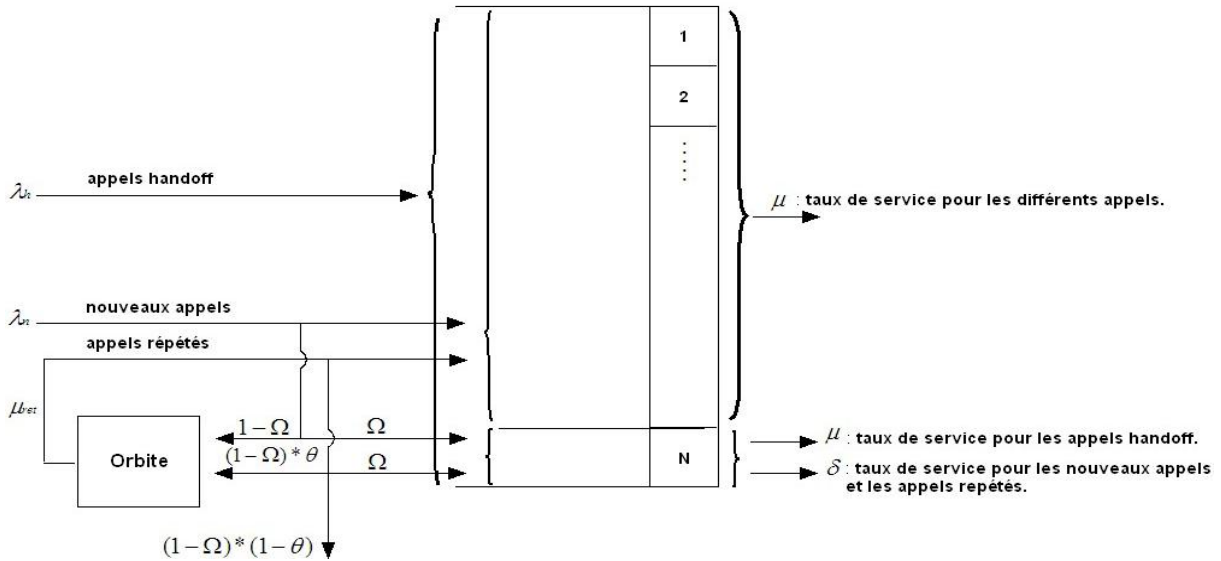 1
2
appels handoff
λh
μ : taux de service pour les différents appels.
nouveaux appels
λn
appels répétés
μret
1−Ω
Ω
μ : taux de service pour les appels handoff.
Orbite
(1−Ω)*θ
Ω
N
δ : taux de service pour les nouveaux appels
et les appels repétés.
(1−Ω)*(1−θ)